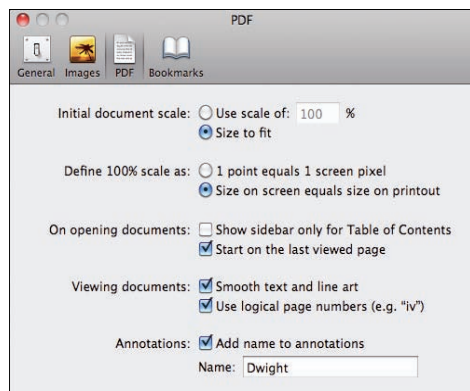 PDF
General Images PDF Bookmarks
Initial document scale: Use scale of: 100 %
Size to fit
Define 100% scale as: 1 point equals 1 screen pixel
Size on screen equals size on printout
On opening documents: Show sidebar only for Table of Contents
Start on the last viewed page
Viewing documents: Smooth text and line art
Use logical page numbers (e.g. “iv”)
Annotations: Add name to annotations
Name: Dwight